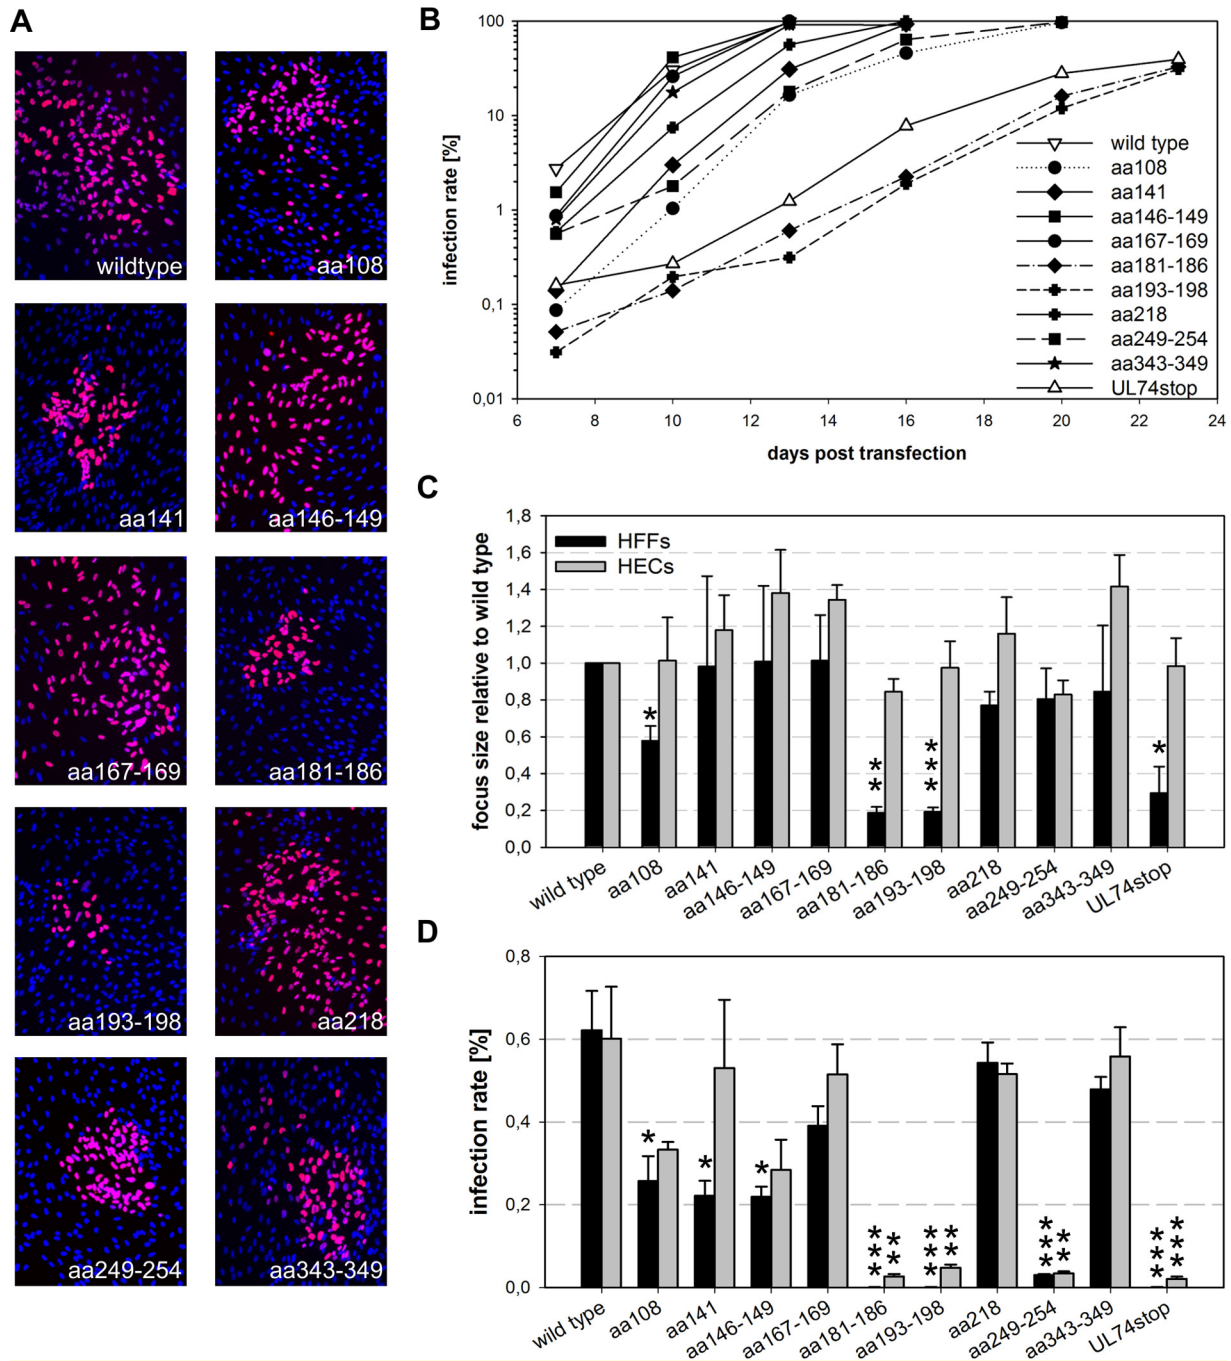 A
wildtype
aa108
aa141
aa146-149
aa167-169
aa181-186
aa193-198
aa218
aa249-254
aa343-349
B
infection rate [%]
100
10
1
0,1
0,01
6
8
10
12
14
16
18
20
22
24
days post transfection
wild type
aa108
aa141
aa146-149
aa167-169
aa181-186
aa193-198
aa218
aa249-254
aa343-349
UL74stop
C
focus size relative to wild type
1,8
1,6
1,4
1,2
1,0
0,8
0,6
0,4
0,2
0,0
HFFs
HECs
*
**
***
*
wild type
aa108
aa141
aa146-149
aa167-169
aa181-186
aa193-198
aa218
aa249-254
aa343-349
UL74stop
D
infection rate [%]
0,8
0,6
0,4
0,2
0,0
*
*
*
***
**
***
**
***
**
***
***
wild type
aa108
aa141
aa146-149
aa167-169
aa181-186
aa193-198
aa218
aa249-254
aa343-349
UL74stop